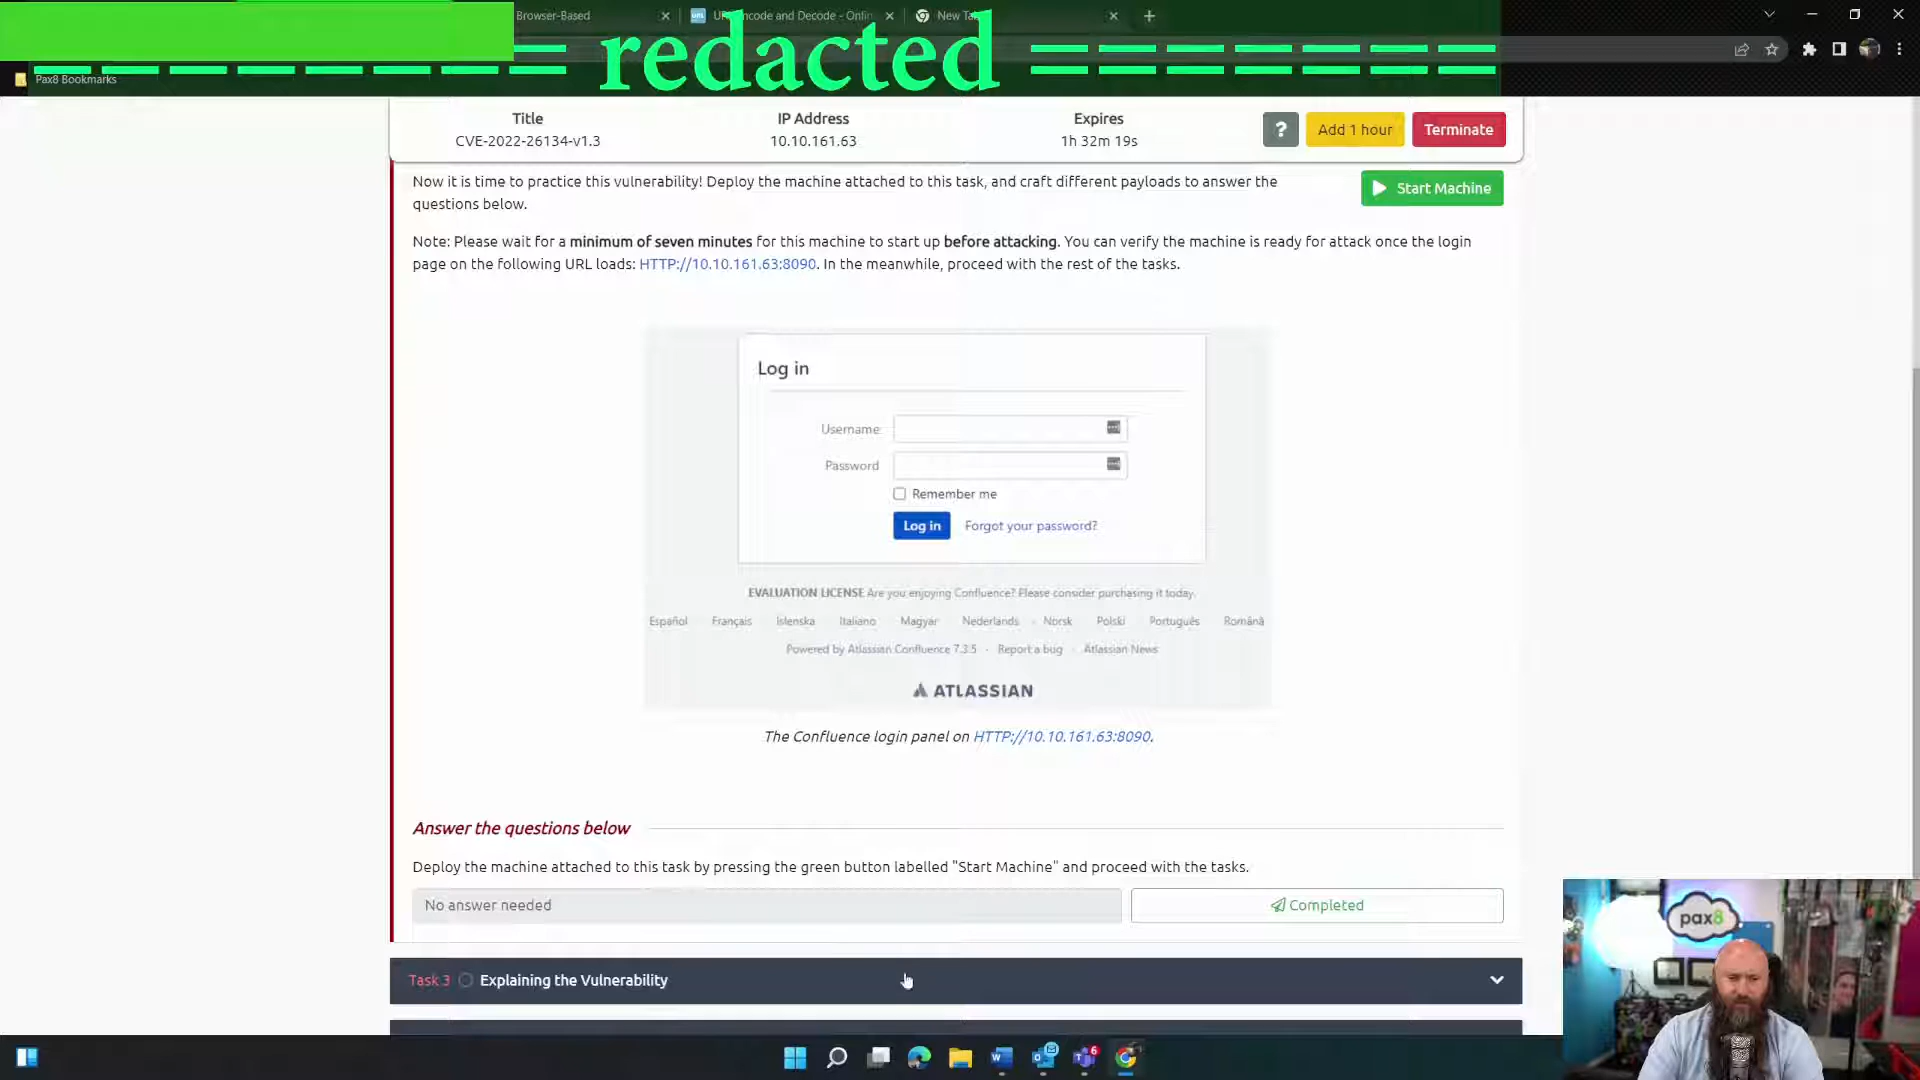 Browser-Based
New
redacted
Pax8 Bookmarks
Title
CVE-2022-26134-v1.3
IP Address
10.10.161.63
Expires
1h 32m 19s
?
Add 1 hour
Terminate
Now it is time to practice this vulnerability! Deploy the machine attached to this task, and craft different payloads to answer the
questions below.
Start Machine
Note: Please wait for a minimum of seven minutes for this machine to start up before attacking. You can verify the machine is ready for attack once the login
page on the following URL loads: HTTP://10.10.161.63:8090. In the meanwhile, proceed with the rest of the tasks.
Log in
Username
Password
Remember me
Log in
Forgot your password?
EVALUATION LICENSE Are you enjoying Confluence? Please consider purchasing it today.
Español Français Íslenska Italiano Magyar Nederlands · Norsk Polski Português Română
Powered by Atlassian Confluence 7.3.5 · Report a bug · Atlassian News
ATLASSIAN
The Confluence login panel on HTTP://10.10.161.63:8090.
Answer the questions below
Deploy the machine attached to this task by pressing the green button labelled "Start Machine" and proceed with the tasks.
No answer needed
Completed
Task 3 Explaining the Vulnerability
pax8
6